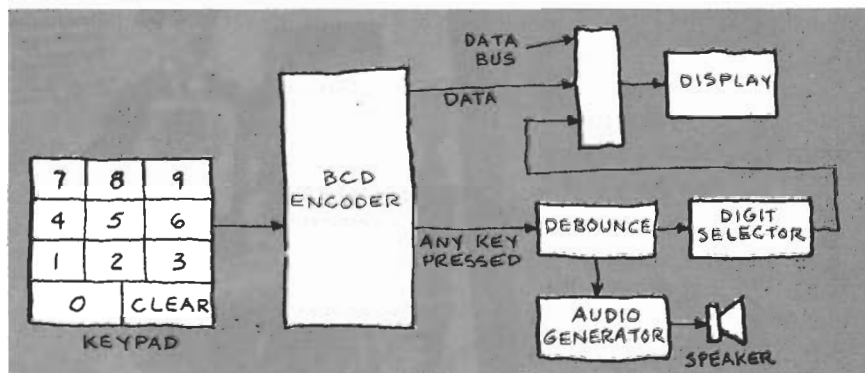 DATA
BUS
DATA
DISPLAY
BCD
ENCODER
7 8 9
4 5 6
1 2 3
0 CLEAR
KEYPAD
ANY KEY
PRESSED
DEBOUNCE
DIGIT
SELECTOR
AUDIO
GENERATOR
SPEAKER